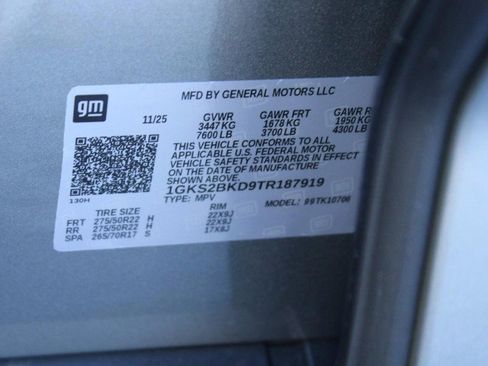 gm
MFD BY GENERAL MOTORS LLC
11/25 GVWR GAWR FRT GAWR R
3447 KG 1678 KG 1950 KG
7600 LB 3700 LB 4300 LB
THIS VEHICLE CONFORMS TO ALL
APPLICABLE U.S. FEDERAL MOTOR
VEHICLE SAFETY STANDARDS IN EFFECT
ON THE DATE OF MANUFACTURE
SHOWN ABOVE.
1GKS2BKD9TR187919
130H
TYPE: MPV MODEL: 99TK10706
TIRE SIZE RIM
FRT 275/50R22 H 22X9J
RR 275/50R22 H 22X9J
SPA 265/70R17 S 17X8J